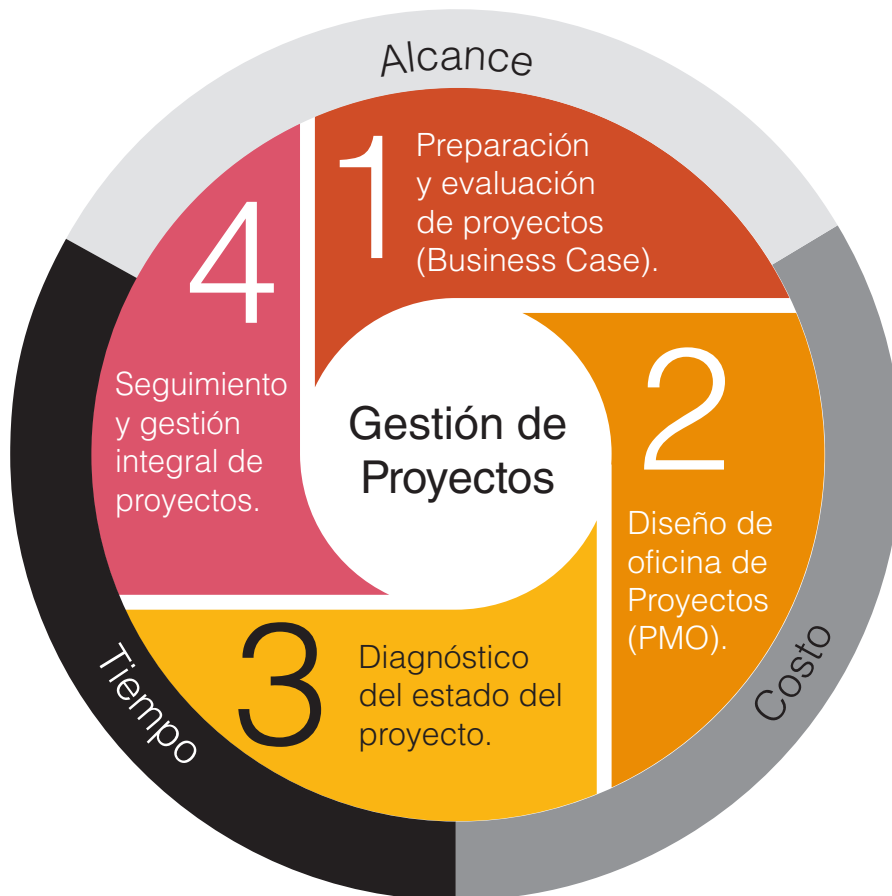 Alcance
1
Preparación
y evaluación
de proyectos
(Business Case).
2
Diseño de
oficina de
Proyectos
(PMO).
Costo
3
Diagnóstico
del estado del
proyecto.
Tiempo
4
Seguimiento
y gestión
integral de
proyectos.
Gestión de
Proyectos